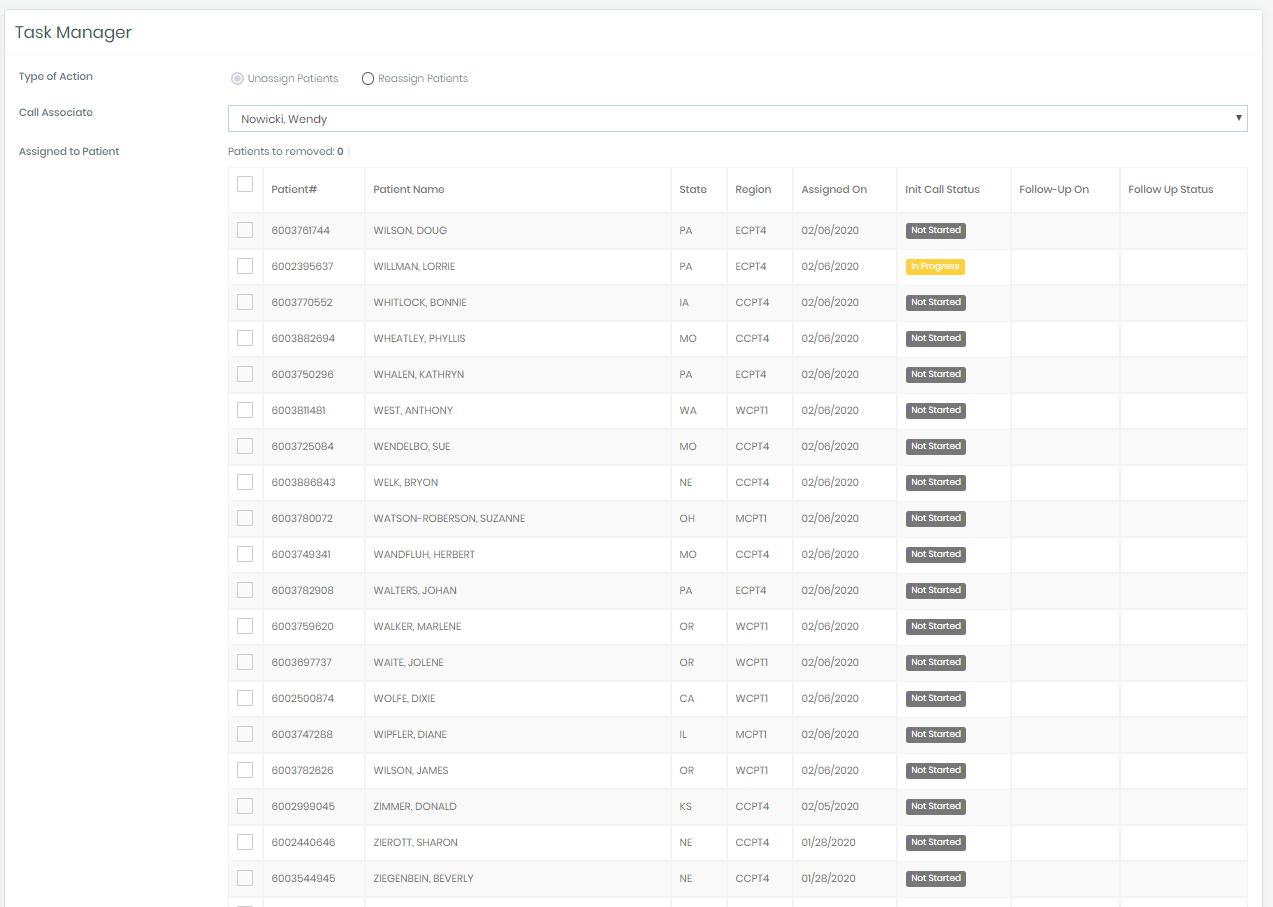 Task Manager
Type of Action
Unassign Patients Reassign Patients
Call Associate
Nowicki, Wendy
Assigned to Patient
Patients to removed: 0
Patient# Patient Name State Region Assigned On Init Call Status Follow-Up On Follow Up Status
6003761744 WILSON, DOUG PA ECPT4 02/06/2020 Not Started
6002395637 WILLMAN, LORRIE PA ECPT4 02/06/2020 In Progress
6003770552 WHITLOCK, BONNIE IA CCPT4 02/06/2020 Not Started
6003882694 WHEATLEY, PHYLLIS MO CCPT4 02/06/2020 Not Started
6003750296 WHALEN, KATHRYN PA ECPT4 02/06/2020 Not Started
6003811481 WEST, ANTHONY WA WCPT1 02/06/2020 Not Started
6003725084 WENDELBO, SUE MO CCPT4 02/06/2020 Not Started
6003886843 WELK, BRYON NE CCPT4 02/06/2020 Not Started
6003780072 WATSON-ROBERSON, SUZANNE OH MCPT1 02/06/2020 Not Started
6003749341 WANDFLUH, HERBERT MO CCPT4 02/06/2020 Not Started
6003782908 WALTERS, JOHAN PA ECPT4 02/06/2020 Not Started
6003759620 WALKER, MARLENE OR WCPT1 02/06/2020 Not Started
6003697737 WAITE, JOLENE OR WCPT1 02/06/2020 Not Started
6002500874 WOLFE, DIXIE CA WCPT1 02/06/2020 Not Started
6003747288 WIPFLER, DIANE IL MCPT1 02/06/2020 Not Started
6003782626 WILSON, JAMES OR WCPT1 02/06/2020 Not Started
6002999045 ZIMMER, DONALD KS CCPT4 02/05/2020 Not Started
6002440646 ZIEROTT, SHARON NE CCPT4 01/28/2020 Not Started
6003544945 ZIEGENBEIN, BEVERLY NE CCPT4 01/28/2020 Not Started